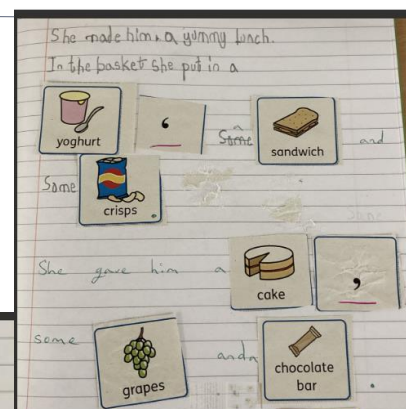 She made him a yummy lunch.
In the basket she put in a
yoghurt , a sandwich and
Some crisps.
She gave him a cake ,
some grapes and chocolate bar.